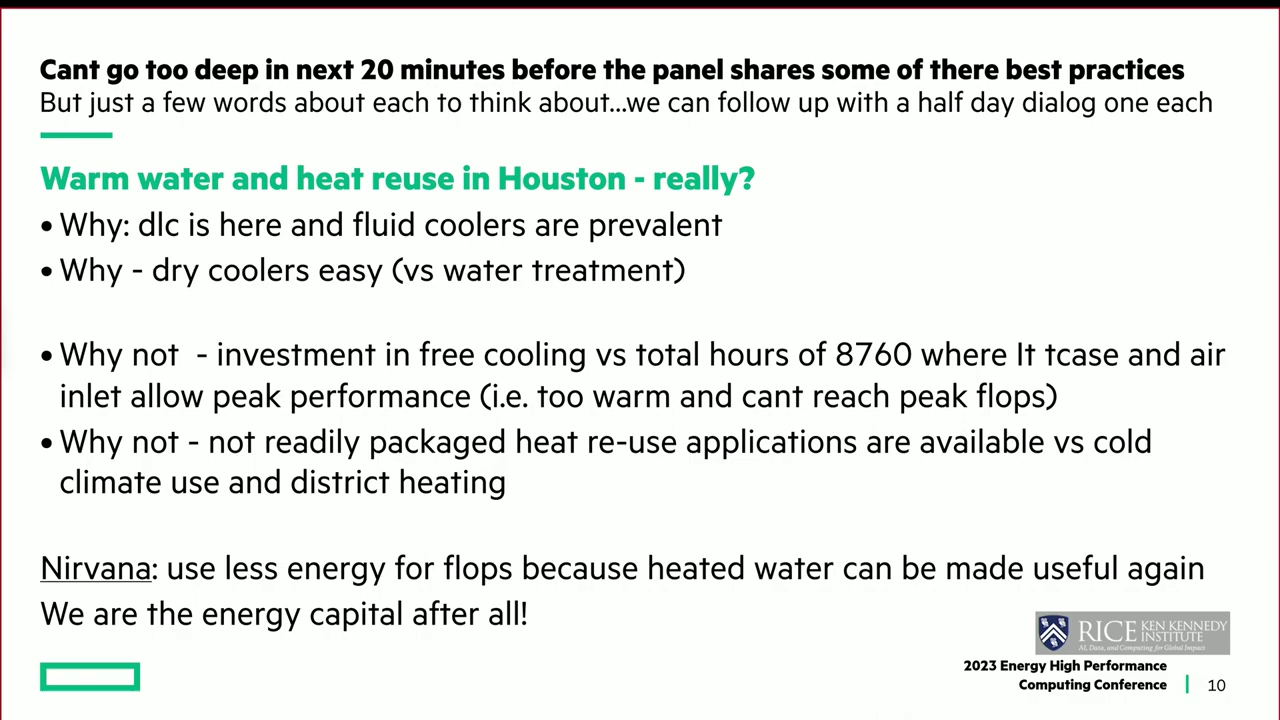 Cant go too deep in next 20 minutes before the panel shares some of there best practices
But just a few words about each to think about...we can follow up with a half day dialog one each
Warm water and heat reuse in Houston - really?
• Why: dlc is here and fluid coolers are prevalent
• Why - dry coolers easy (vs water treatment)
• Why not - investment in free cooling vs total hours of 8760 where It tcase and air
inlet allow peak performance (i.e. too warm and cant reach peak flops)
• Why not - not readily packaged heat re-use applications are available vs cold
climate use and district heating
Nirvana: use less energy for flops because heated water can be made useful again
We are the energy capital after all!
RICE KEN KENNEDY
INSTITUTE
AI, Data, and Computing for Global Impact
2023 Energy High Performance
Computing Conference
10